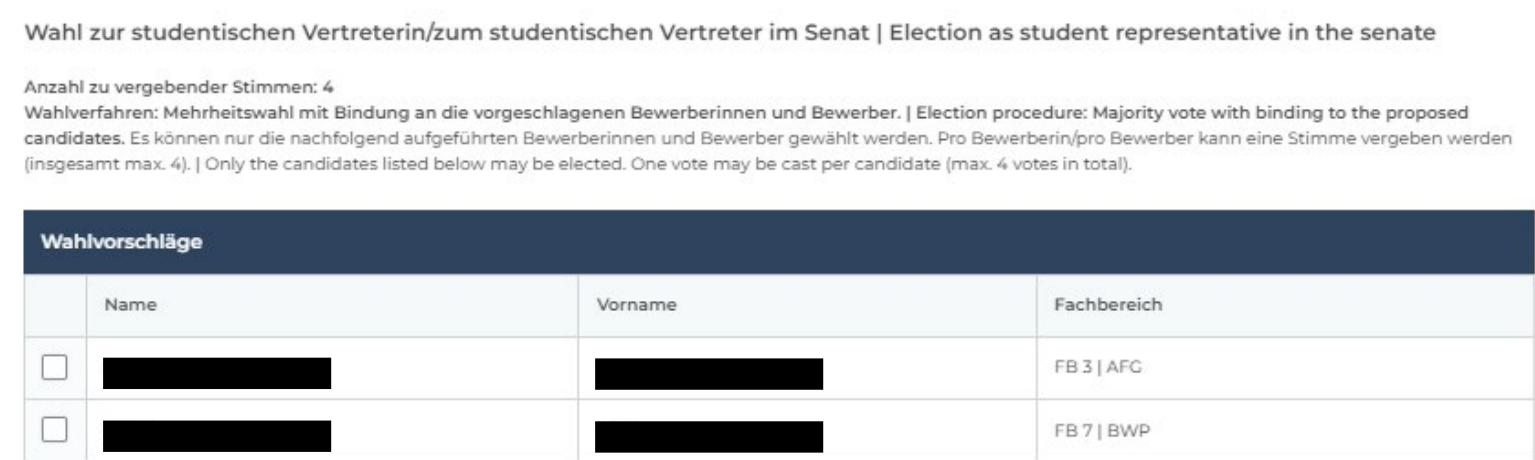 Wahl zur studentischen Vertreterin/zum studentischen Vertreter im Senat | Election as student representative in the senate
Anzahl zu vergebender Stimmen: 4
Wahlverfahren: Mehrheitswahl mit Bindung an die vorgeschlagenen Bewerberinnen und Bewerber. | Election procedure: Majority vote with binding to the proposed
candidates. Es können nur die nachfolgend aufgeführten Bewerberinnen und Bewerber gewählt werden. Pro Bewerberin/pro Bewerber kann eine Stimme vergeben werden
(insgesamt max. 4). | Only the candidates listed below may be elected. One vote may be cast per candidate (max. 4 votes in total).
Wahlvorschläge
Name Vorname Fachbereich
FB 3 | AFG
FB 7 | BWP